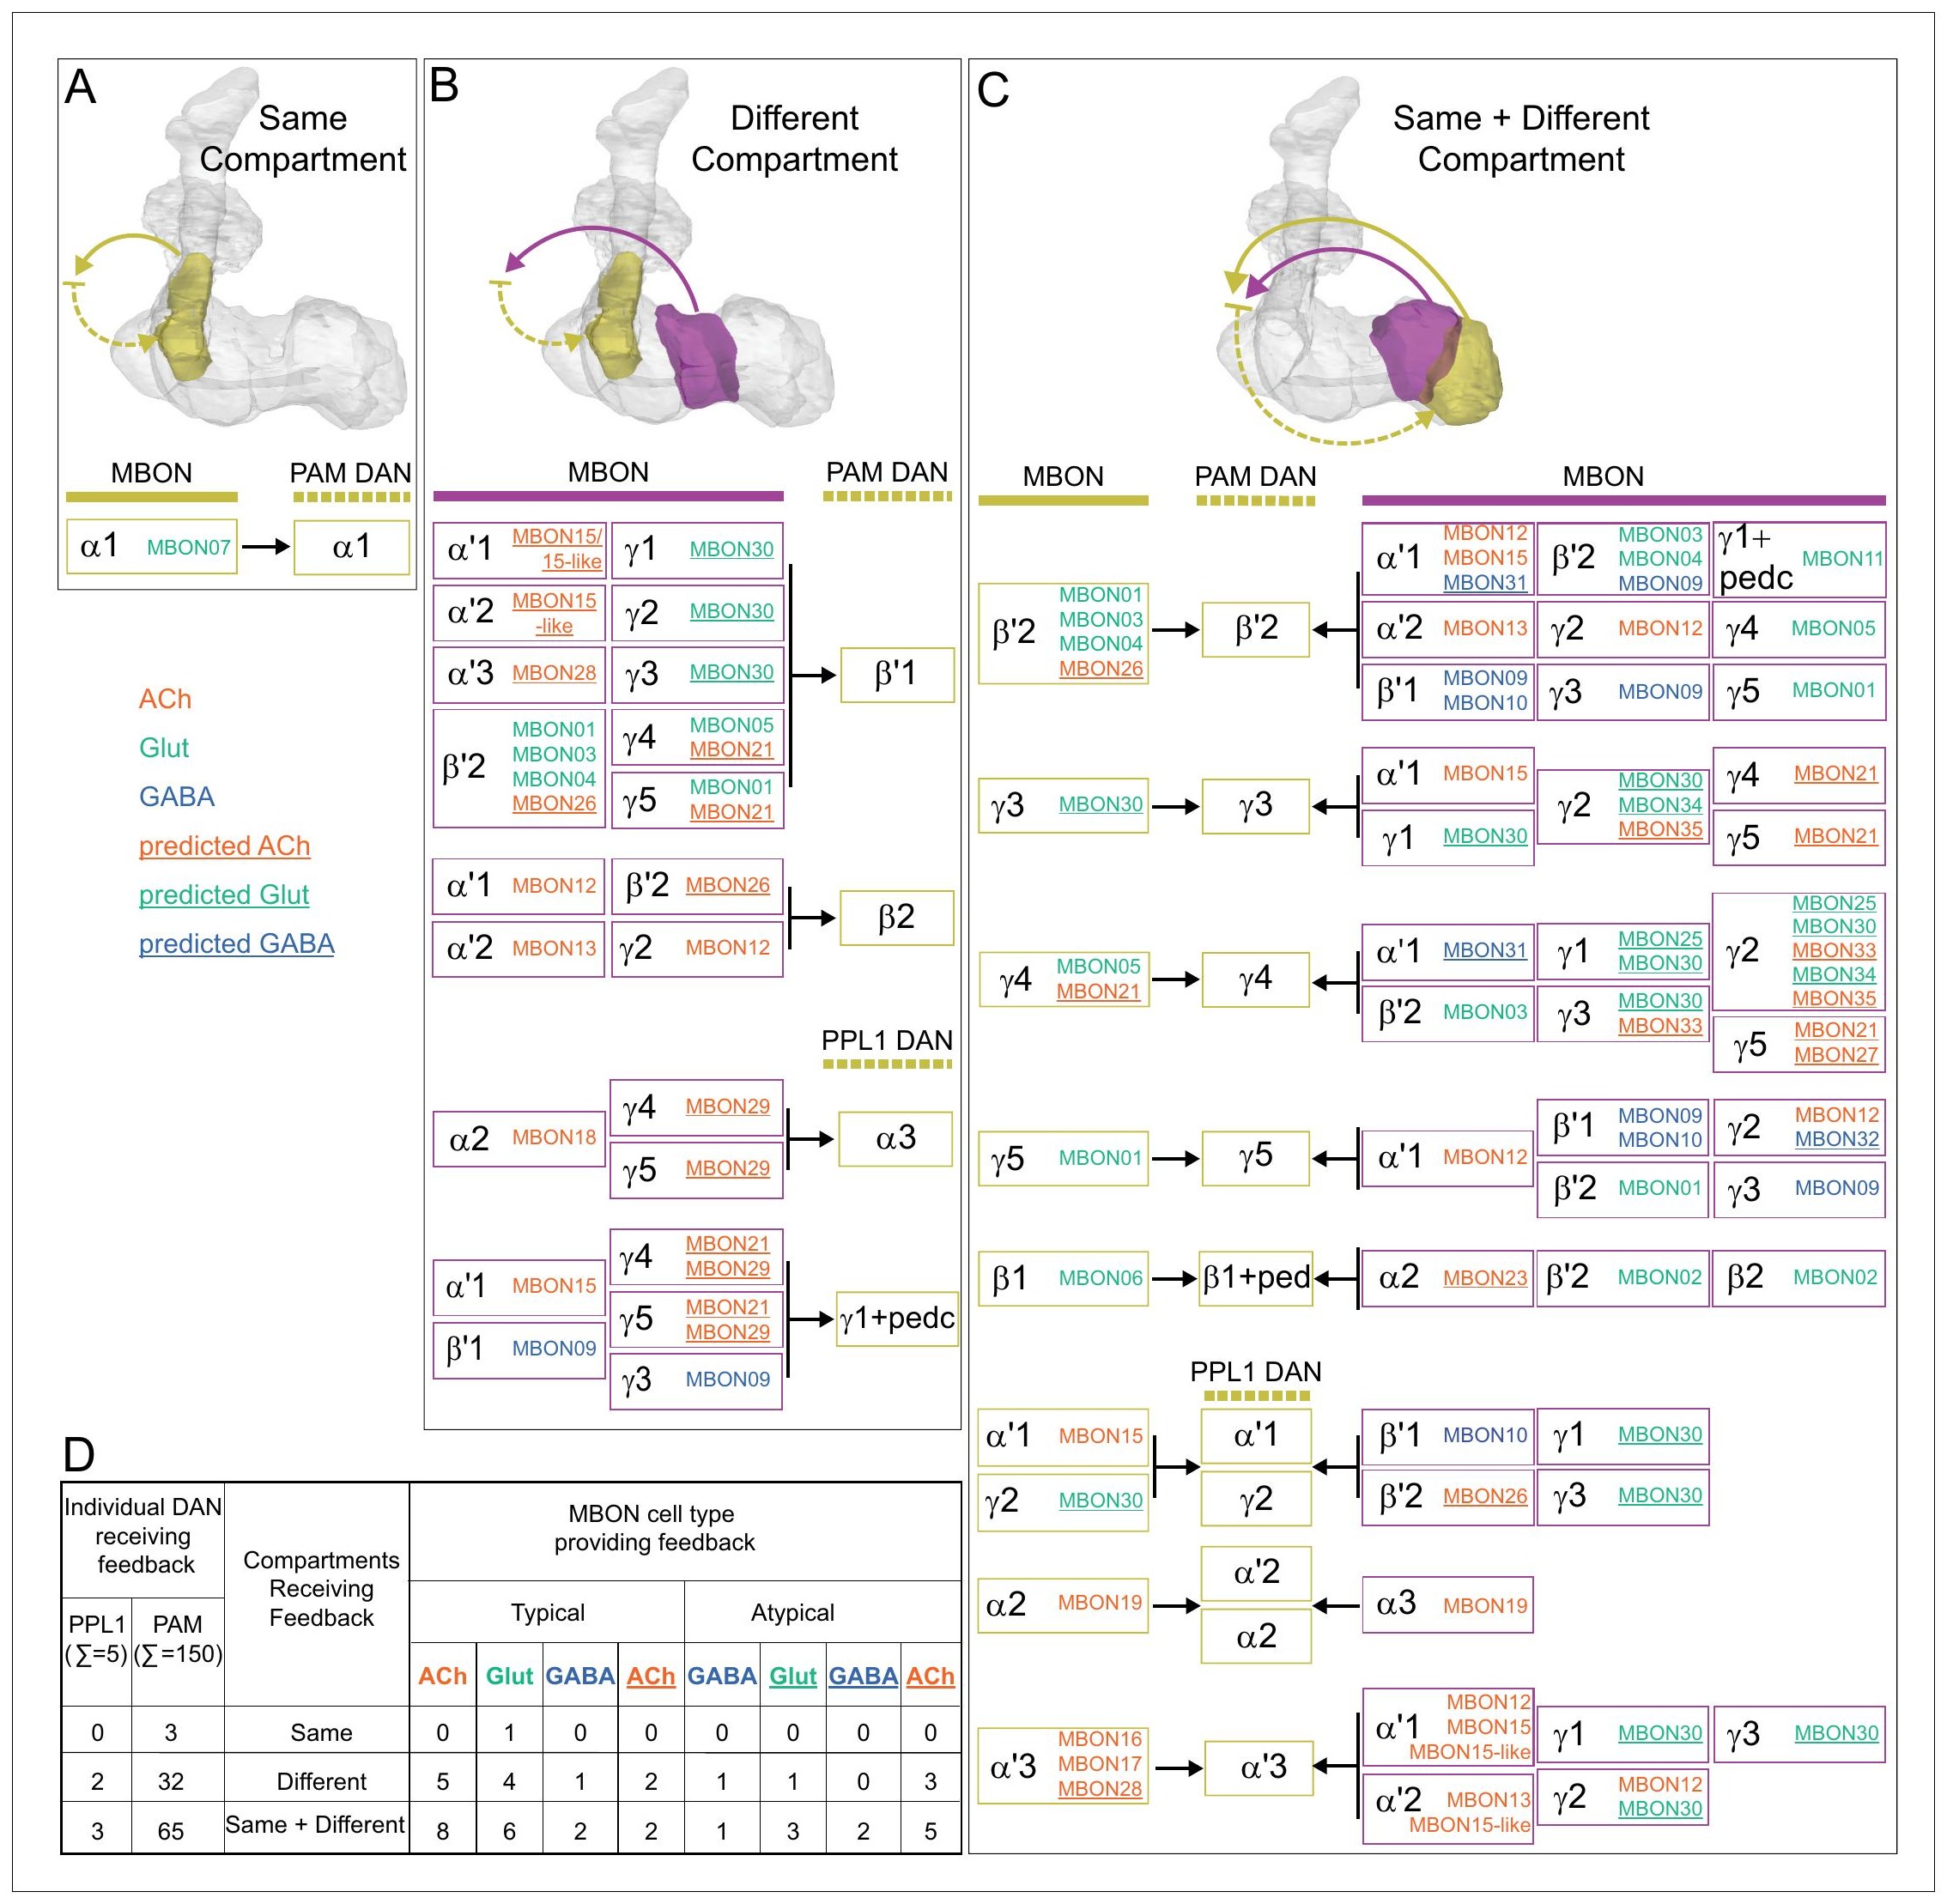 A
Same
Compartment
MBON
PAM DAN
α1 MBON07
α1
ACh
Glut
GABA
predicted ACh
predicted Glut
predicted GABA
B
Different
Compartment
MBON
PAM DAN
α'1 MBON15/
15-like
γ1 MBON30
α'2 MBON15
-like
γ2 MBON30
α'3 MBON28
γ3 MBON30
β'2 MBON01
MBON03
MBON04
MBON26
γ4 MBON05
MBON21
γ5 MBON01
MBON21
β'1
α'1 MBON12
β'2 MBON26
α'2 MBON13
γ2 MBON12
β2
PPL1 DAN
α2 MBON18
γ4 MBON29
γ5 MBON29
α3
α'1 MBON15
β'1 MBON09
γ4 MBON21
MBON29
γ5 MBON21
MBON29
γ3 MBON09
γ1+pedc
C
Same + Different
Compartment
MBON
PAM DAN
MBON
β'2 MBON01
MBON03
MBON04
MBON26
β'2
α'1 MBON12
MBON15
MBON31
β'2 MBON03
MBON04
MBON09
γ1+
pedc MBON11
α'2 MBON13
γ2 MBON12
γ4 MBON05
β'1 MBON09
MBON10
γ3 MBON09
γ5 MBON01
γ3 MBON30
γ3
α'1 MBON15
γ1 MBON30
γ2 MBON30
MBON34
MBON35
γ4 MBON21
γ5 MBON21
γ4 MBON05
MBON21
γ4
α'1 MBON31
β'2 MBON03
γ1 MBON25
MBON30
γ3 MBON30
MBON33
γ2 MBON25
MBON30
MBON33
MBON34
MBON35
γ5 MBON21
MBON27
γ5 MBON01
γ5
α'1 MBON12
β'1 MBON09
MBON10
β'2 MBON01
γ2 MBON12
MBON32
γ3 MBON09
β1 MBON06
β1+ped
α2 MBON23
β'2 MBON02
β2 MBON02
PPL1 DAN
α'1 MBON15
γ2 MBON30
α'1
γ2
β'1 MBON10
γ1 MBON30
β'2 MBON26
γ3 MBON30
α2 MBON19
α'2
α2
α3 MBON19
α'3 MBON16
MBON17
MBON28
α'3
α'1 MBON12
MBON15
MBON15-like
γ1 MBON30
γ3 MBON30
α'2 MBON13
MBON15-like
γ2 MBON12
MBON30
D
Individual DAN
receiving
feedback
PPL1
(∑=5)
PAM
(∑=150)
Compartments
Receiving
Feedback
MBON cell type
providing feedback
Typical
Atypical
ACh Glut GABA ACh GABA Glut GABA ACh
0 3 Same 0 1 0 0 0 0 0 0
2 32 Different 5 4 1 2 1 1 0 3
3 65 Same + Different 8 6 2 2 1 3 2 5